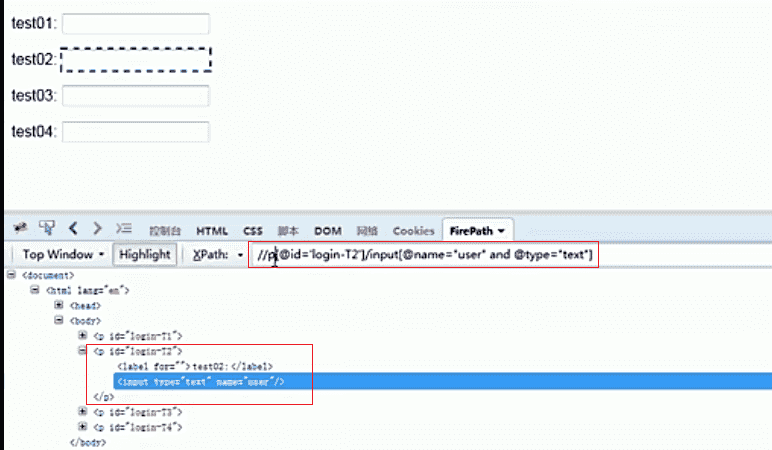 test01:
test02:
test03:
test04:
控制台 HTML CSS 脚本 DOM 网络 Cookies FirePath
Top Window Highlight XPath: //p[@id="login-T2"]/input[@name="user" and @type="text"]
<document>
<html lang="en">
<head>
<body>
<p id="login-T1">
<p id="login-T2">
<label for="">test02:</label>
<input type="text" name="user"/>
</p>
<p id="login-T3">
<p id="login-T4">
</body>